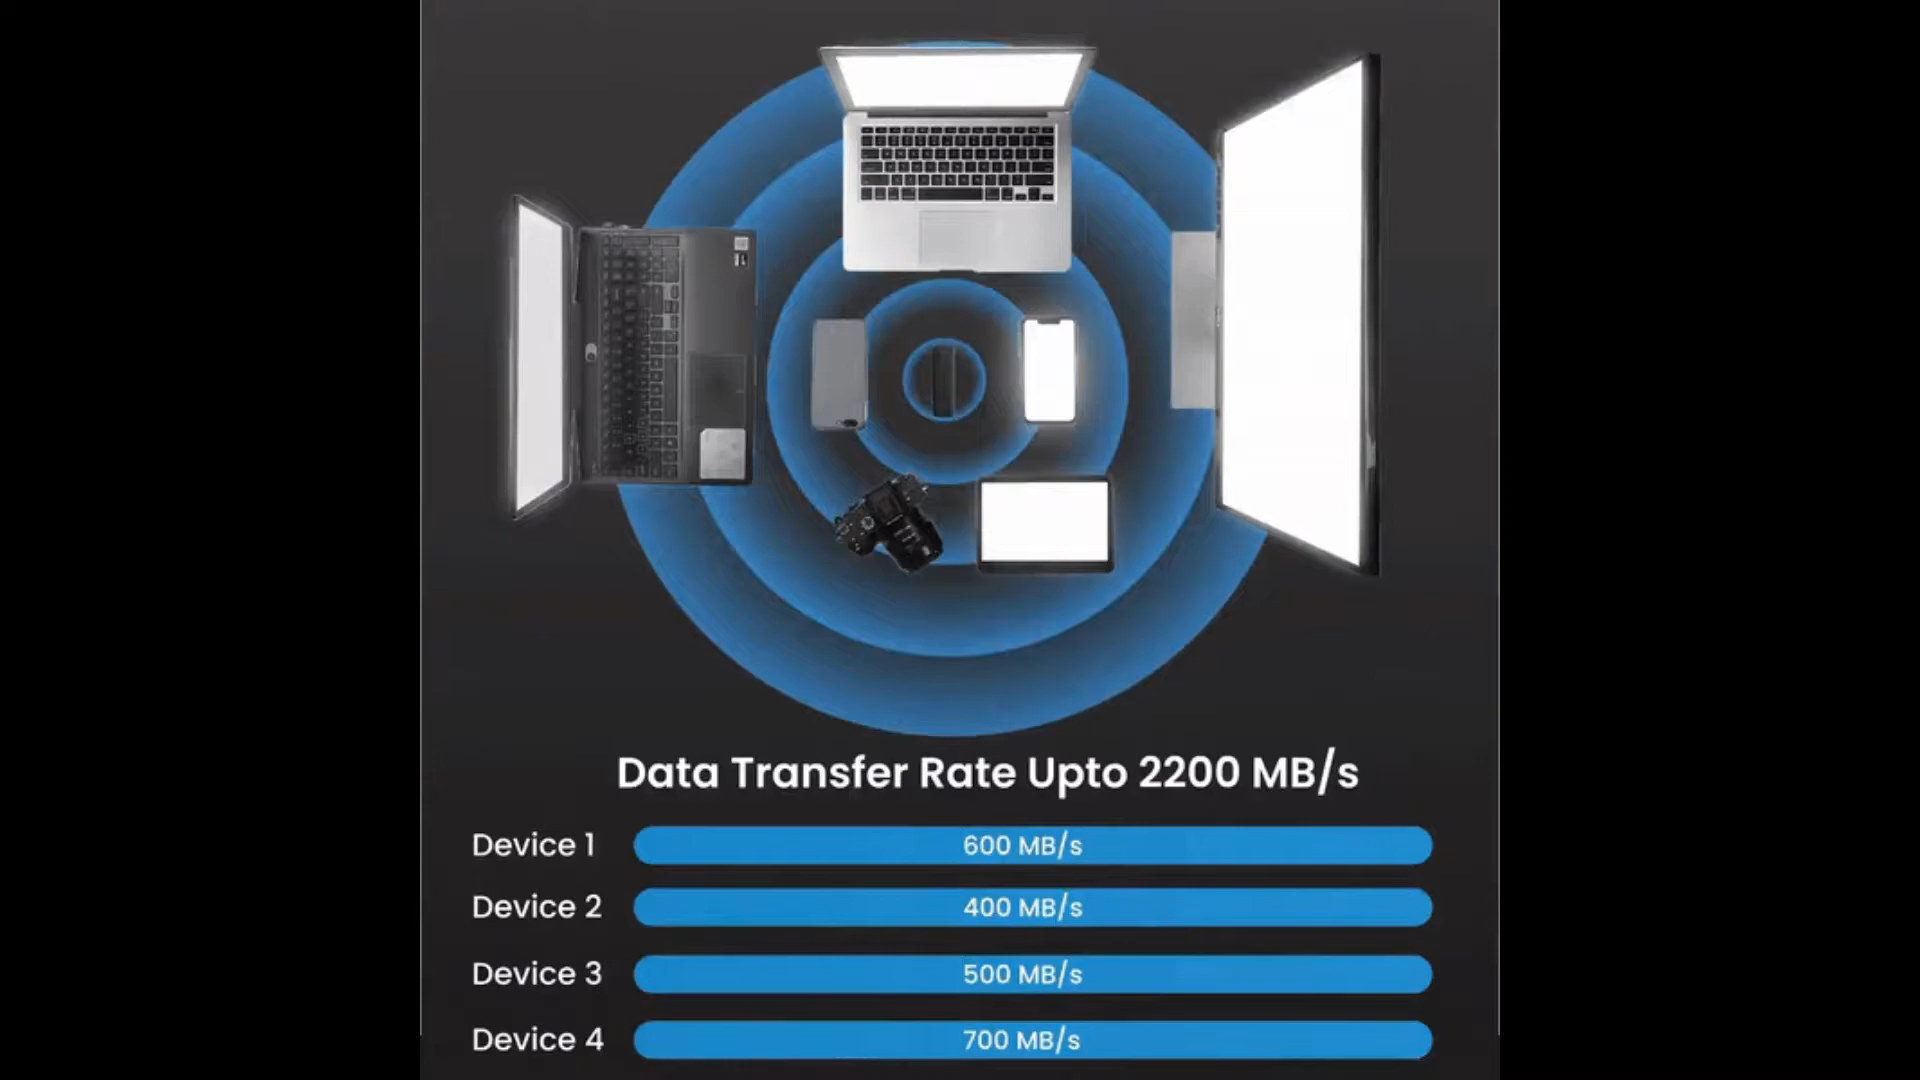 Data Transfer Rate Upto 2200 MB/s
Device 1 600 MB/s
Device 2 400 MB/s
Device 3 500 MB/s
Device 4 700 MB/s